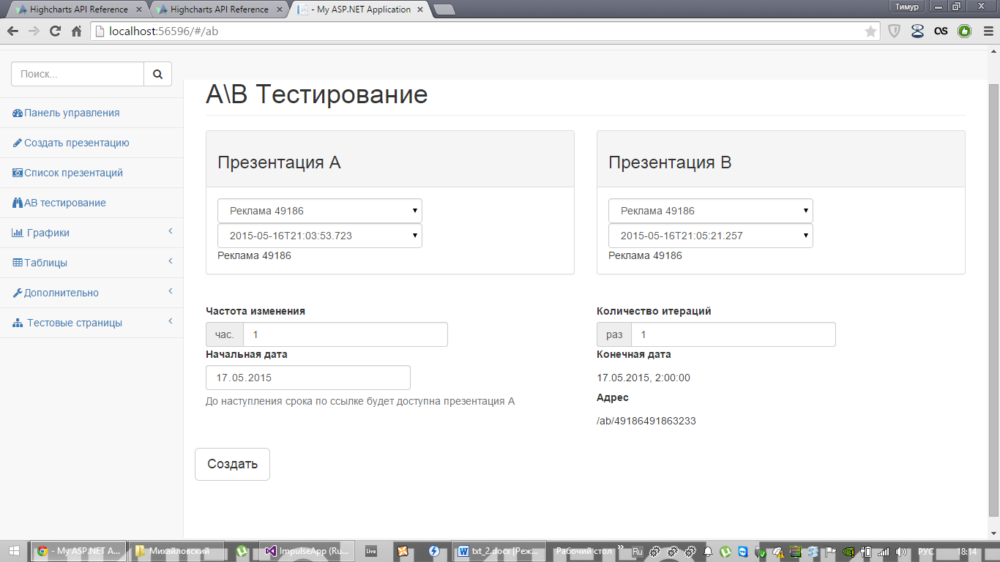 Highcharts API Reference
Highcharts API Reference
- My ASP.NET Application
Тимур
localhost:56596/#/ab
Поиск...
Панель управления
Создать презентацию
Список презентаций
АВ тестирование
Графики
Таблицы
Дополнительно
Тестовые страницы
А\В Тестирование
Презентация А
Реклама 49186
2015-05-16T21:03:53.723
Реклама 49186
Презентация В
Реклама 49186
2015-05-16T21:05:21.257
Реклама 49186
Частота изменения
час. 1
Начальная дата
17.05.2015
До наступления срока по ссылке будет доступна презентация А
Количество итераций
раз 1
Конечная дата
17.05.2015, 2:00:00
Адрес
/ab/49186491863233
Создать
- My ASP.NET A...
Михайловский
ImpulseApp (Ru...
live
txt_2.docx [Реж...
Рабочий стол
Ru
РУС
18:14